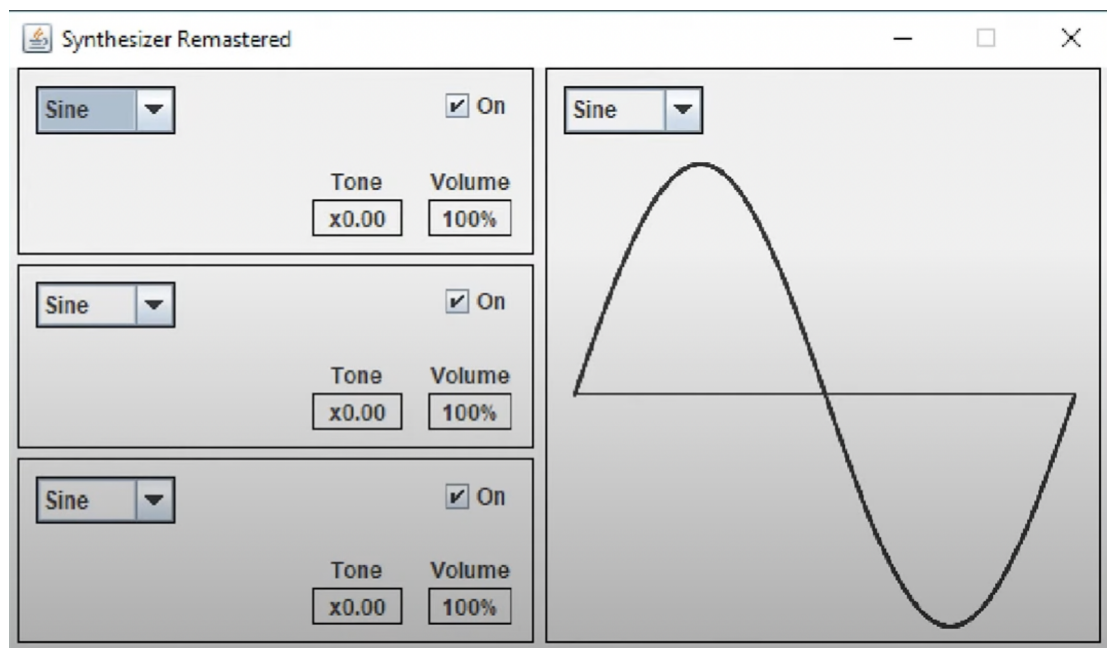 Synthesizer Remastered
Sine
On
Tone Volume
x0.00 100%
Sine
On
Tone Volume
x0.00 100%
Sine
On
Tone Volume
x0.00 100%
Sine